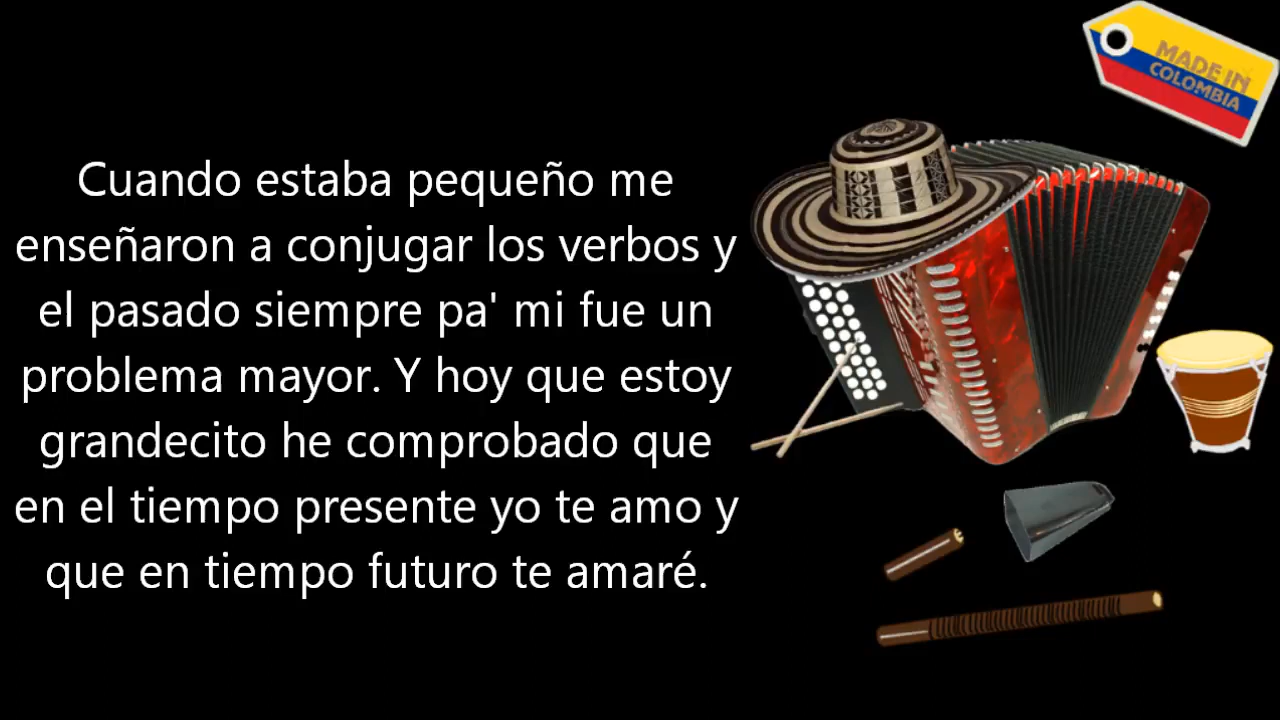 Cuando estaba pequeño me
enseñaron a conjugar los verbos y
el pasado siempre pa' mi fue un
problema mayor. Y hoy que estoy
grandecito he comprobado que
en el tiempo presente yo te amo y
que en tiempo futuro te amaré.
MADE IN
COLOMBIA